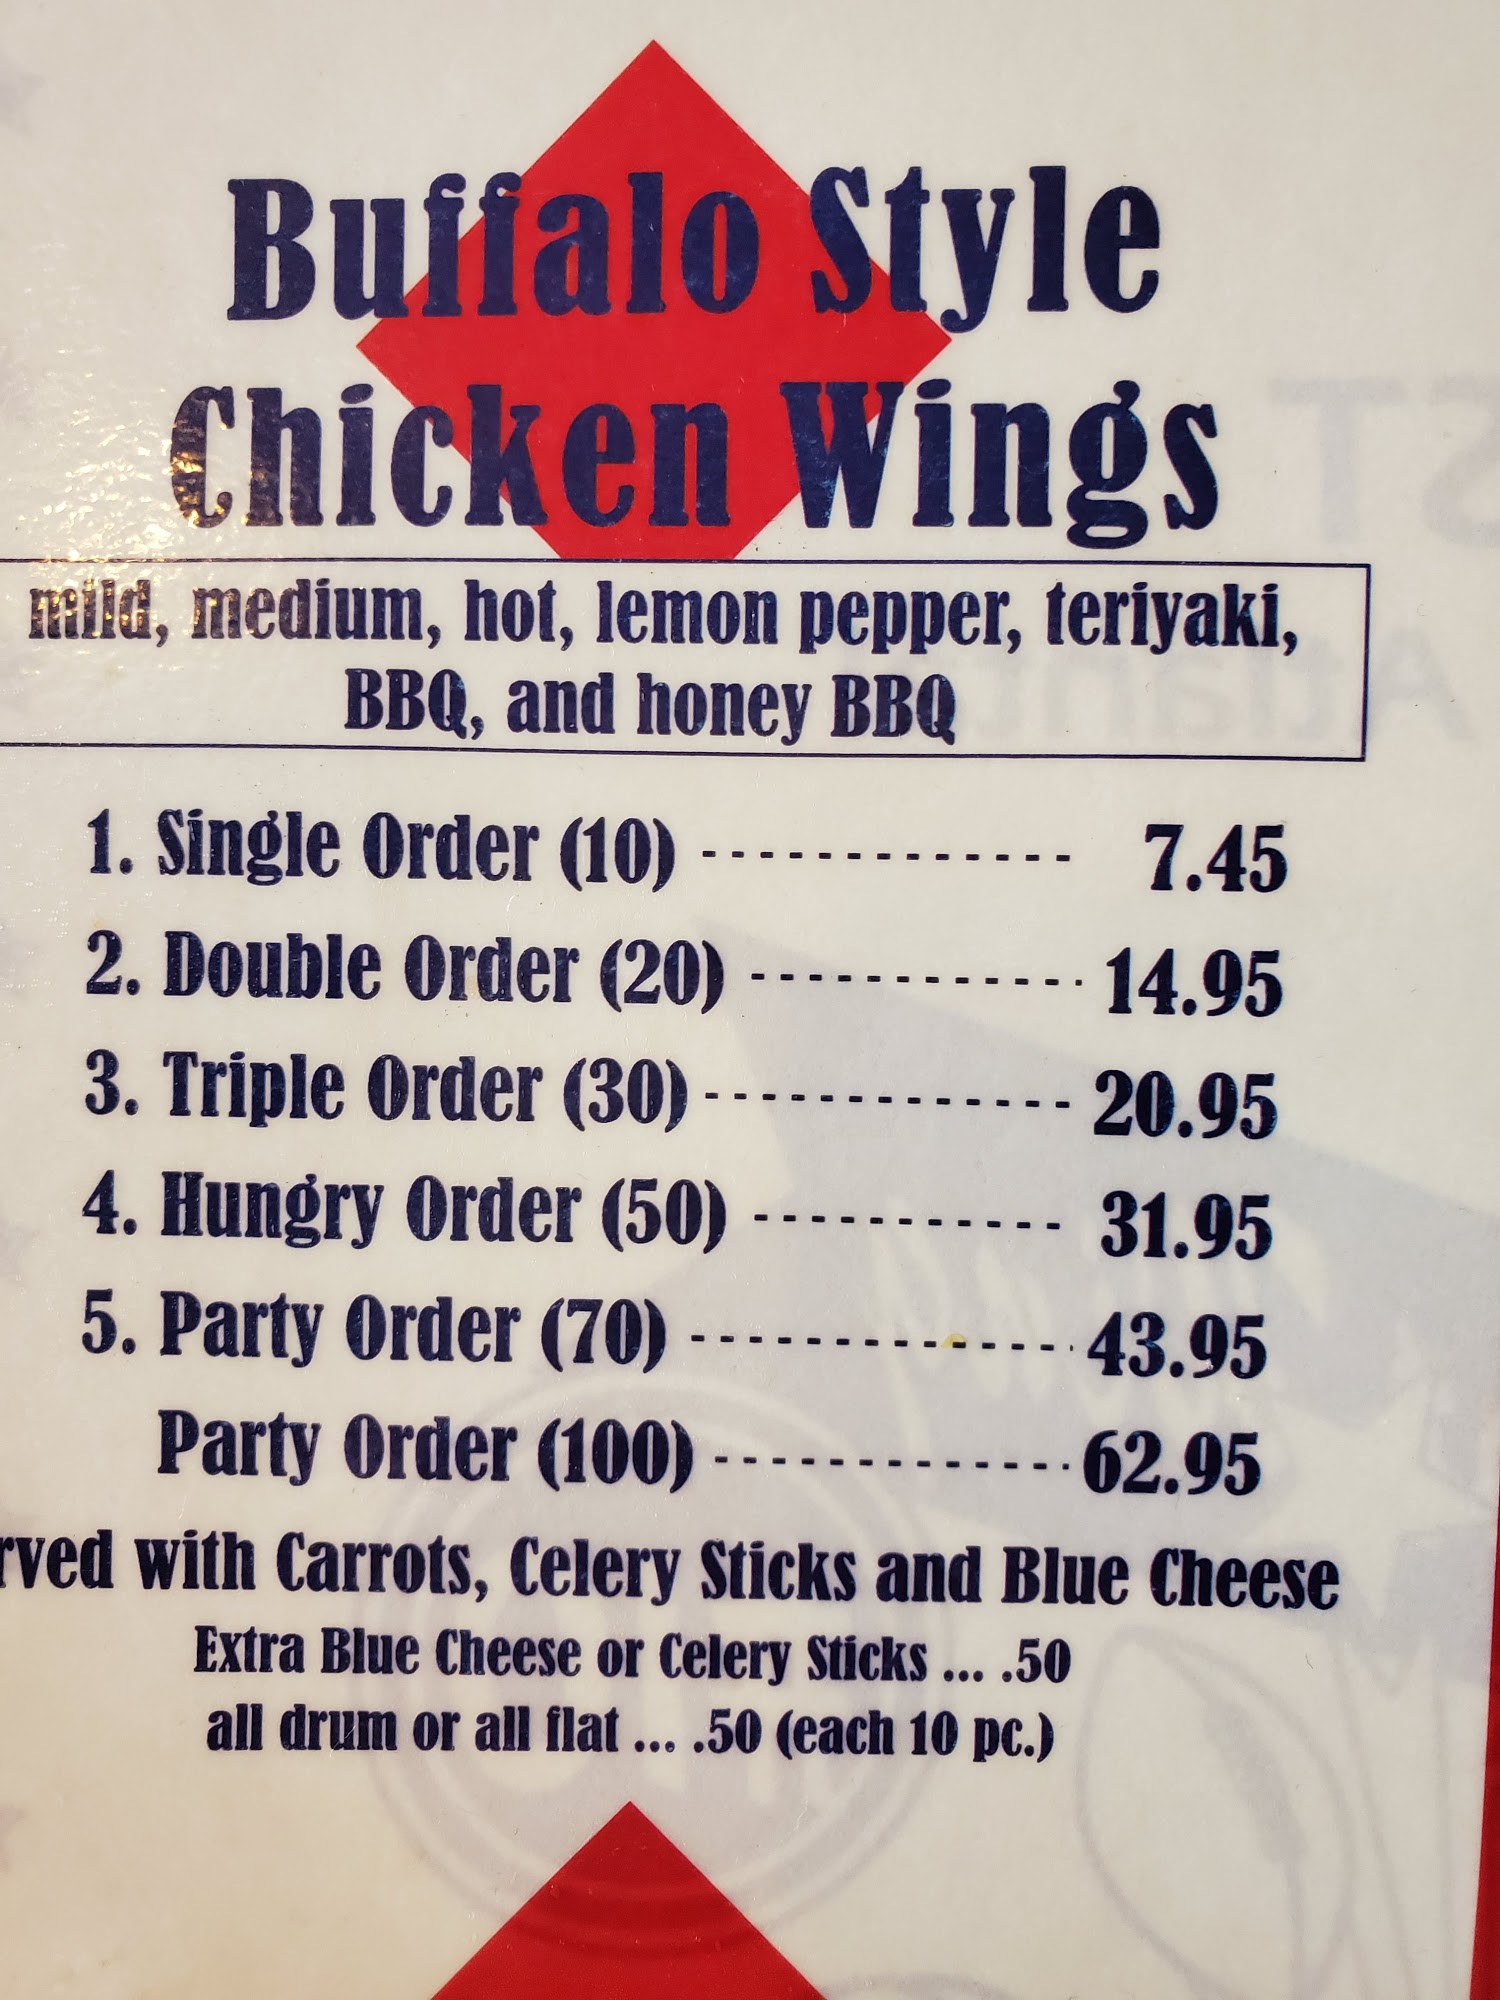 Buffalo Style
Chicken Wings
mild, medium, hot, lemon pepper, teriyaki,
BBQ, and honey BBQ
1. Single Order (10) ------------- 7.45
2. Double Order (20) ------------ 14.95
3. Triple Order (30) ------------- 20.95
4. Hungry Order (50) ----------- 31.95
5. Party Order (70) ------------- 43.95
Party Order (100) ------------- 62.95
rved with Carrots, Celery Sticks and Blue Cheese
Extra Blue Cheese or Celery Sticks ... .50
all drum or all flat ... .50 (each 10 pc.)